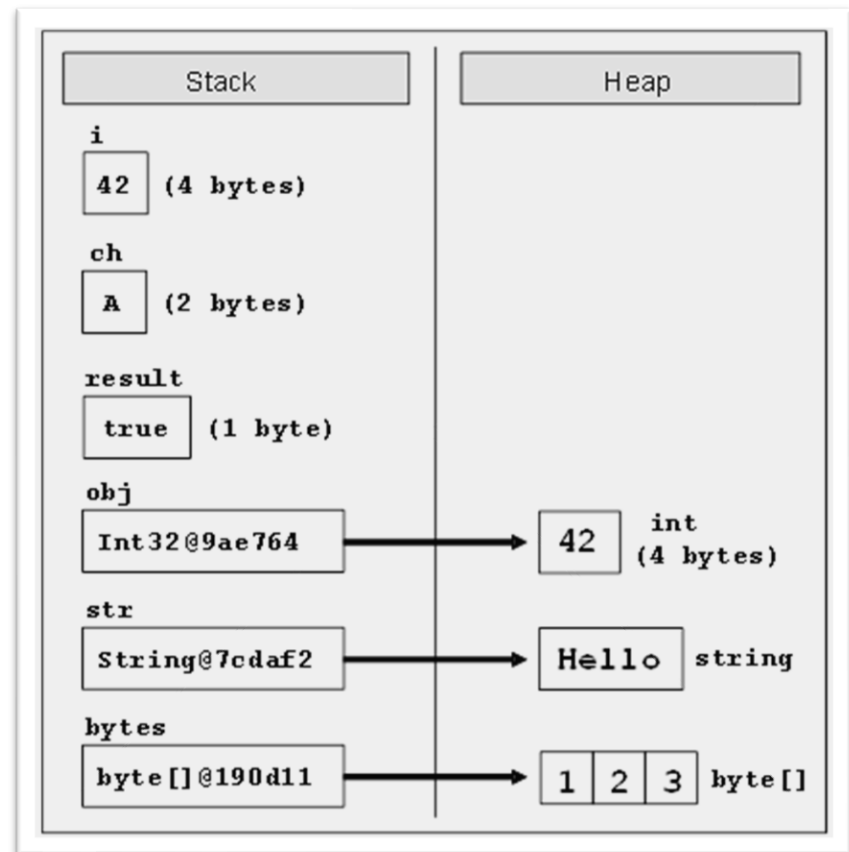 Stack
Heap
i
42 (4 bytes)
ch
A (2 bytes)
result
true (1 byte)
obj
Int32@9ae764
42
int
(4 bytes)
str
String@7cdaf2
Hello string
bytes
byte[]@190d11
1 2 3 byte[]